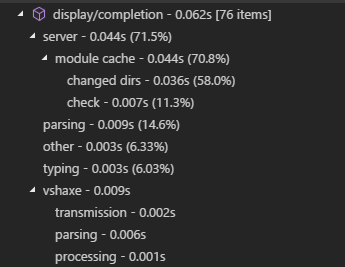 display/completion - 0.062s [76 items]
server - 0.044s (71.5%)
module cache - 0.044s (70.8%)
changed dirs - 0.036s (58.0%)
check - 0.007s (11.3%)
parsing - 0.009s (14.6%)
other - 0.003s (6.33%)
typing - 0.003s (6.03%)
vshaxe - 0.009s
transmission - 0.002s
parsing - 0.006s
processing - 0.001s